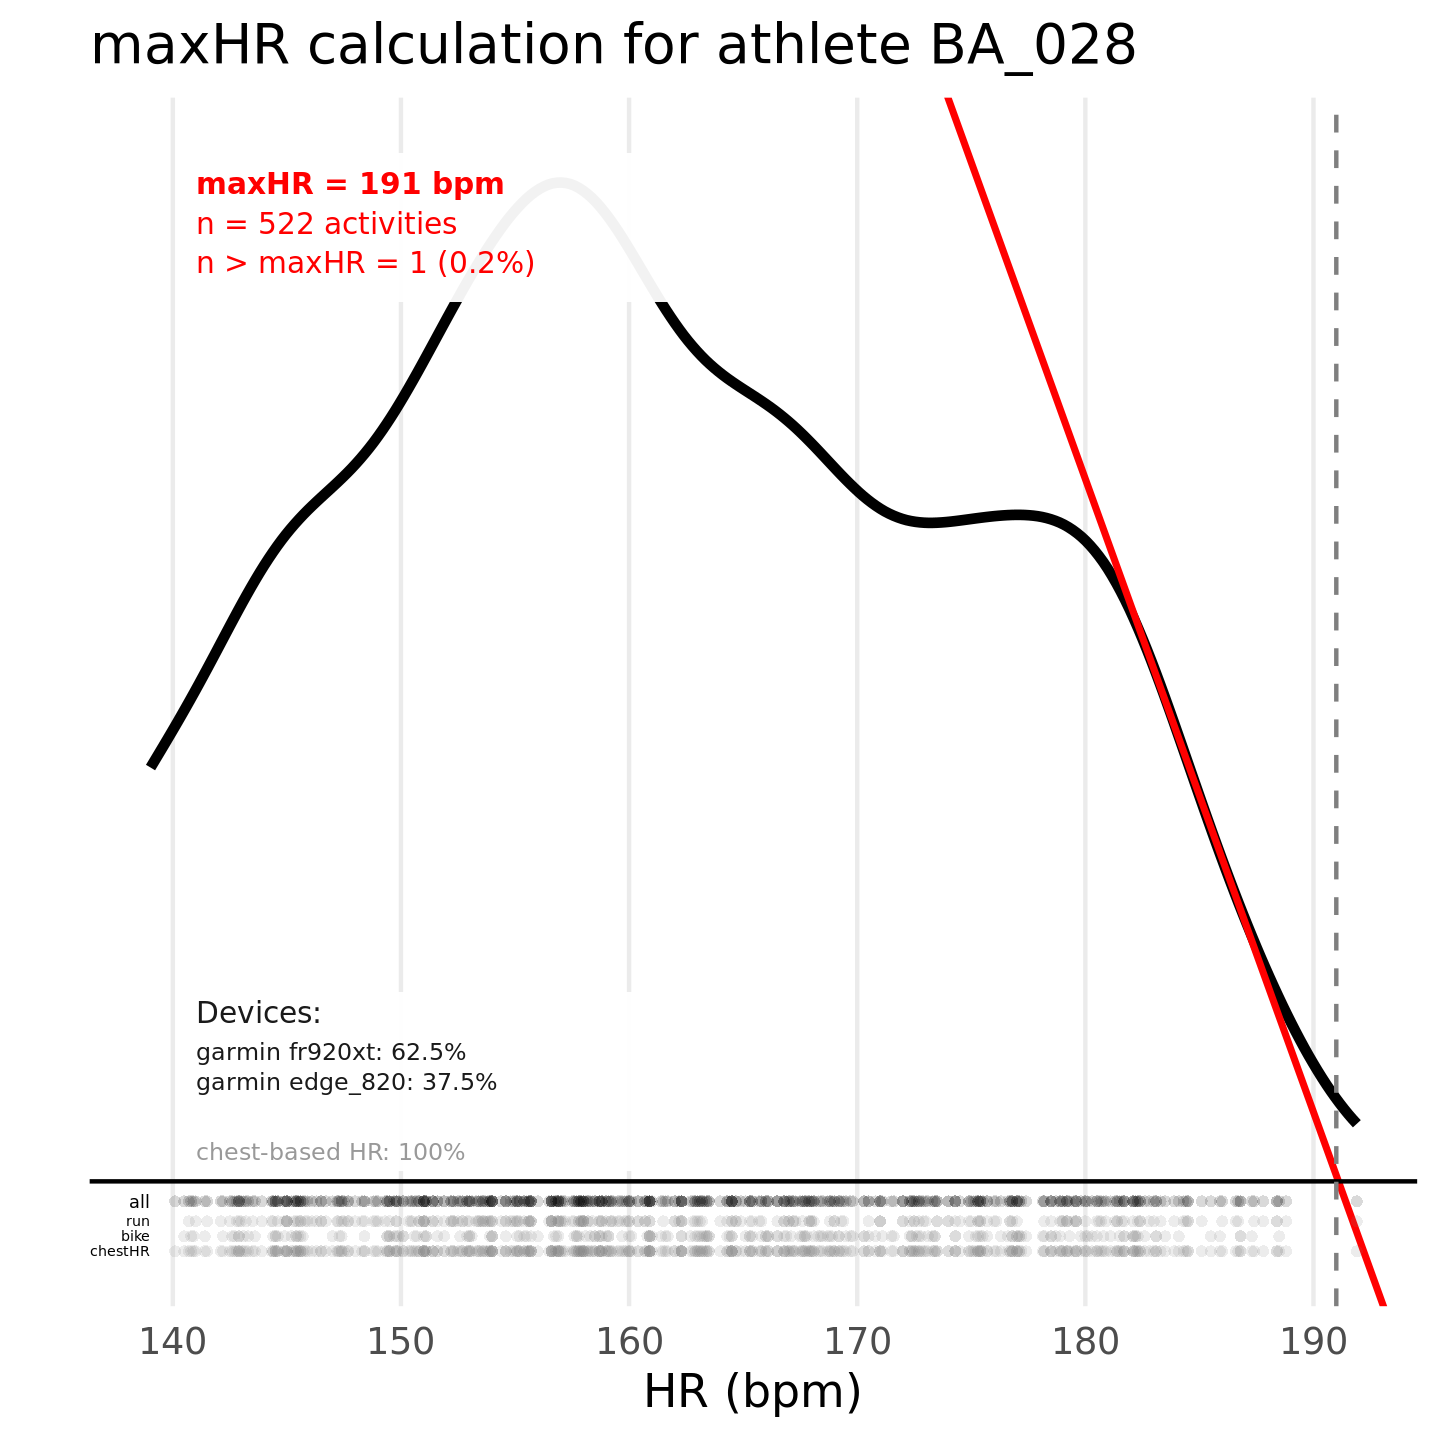 maxHR calculation for athlete BA_028
maxHR = 191 bpm
n = 522 activities
n > maxHR = 1 (0.2%)
Devices:
garmin fr920xt: 62.5%
garmin edge_820: 37.5%
chest-based HR: 100%
all
run
bike
chestHR
140 150 160 170 180 190
HR (bpm)